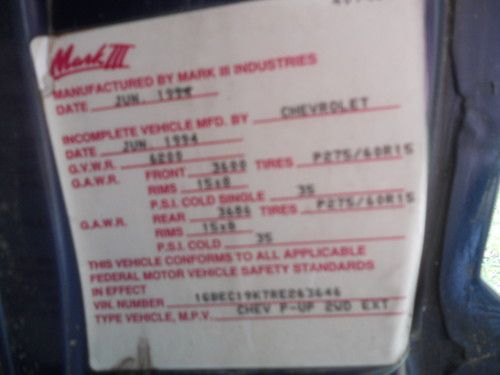 Mark III
MANUFACTURED BY MARK III INDUSTRIES
DATE JUN. 1994
INCOMPLETE VEHICLE MFD. BY CHEVROLET
DATE JUN. 1994
G.V.W.R. 6200
G.A.W.R. FRONT 3600 TIRES P275/60R15
RIMS 15x8
P.S.I. COLD SINGLE 35
G.A.W.R. REAR 3686 TIRES P275/60R15
RIMS 15x8
P.S.I. COLD 35
THIS VEHICLE CONFORMS TO ALL APPLICABLE
FEDERAL MOTOR VEHICLE SAFETY STANDARDS
IN EFFECT
VIN. NUMBER
TYPE VEHICLE, M.P.V. CHEV P-UP 2WD EXT.